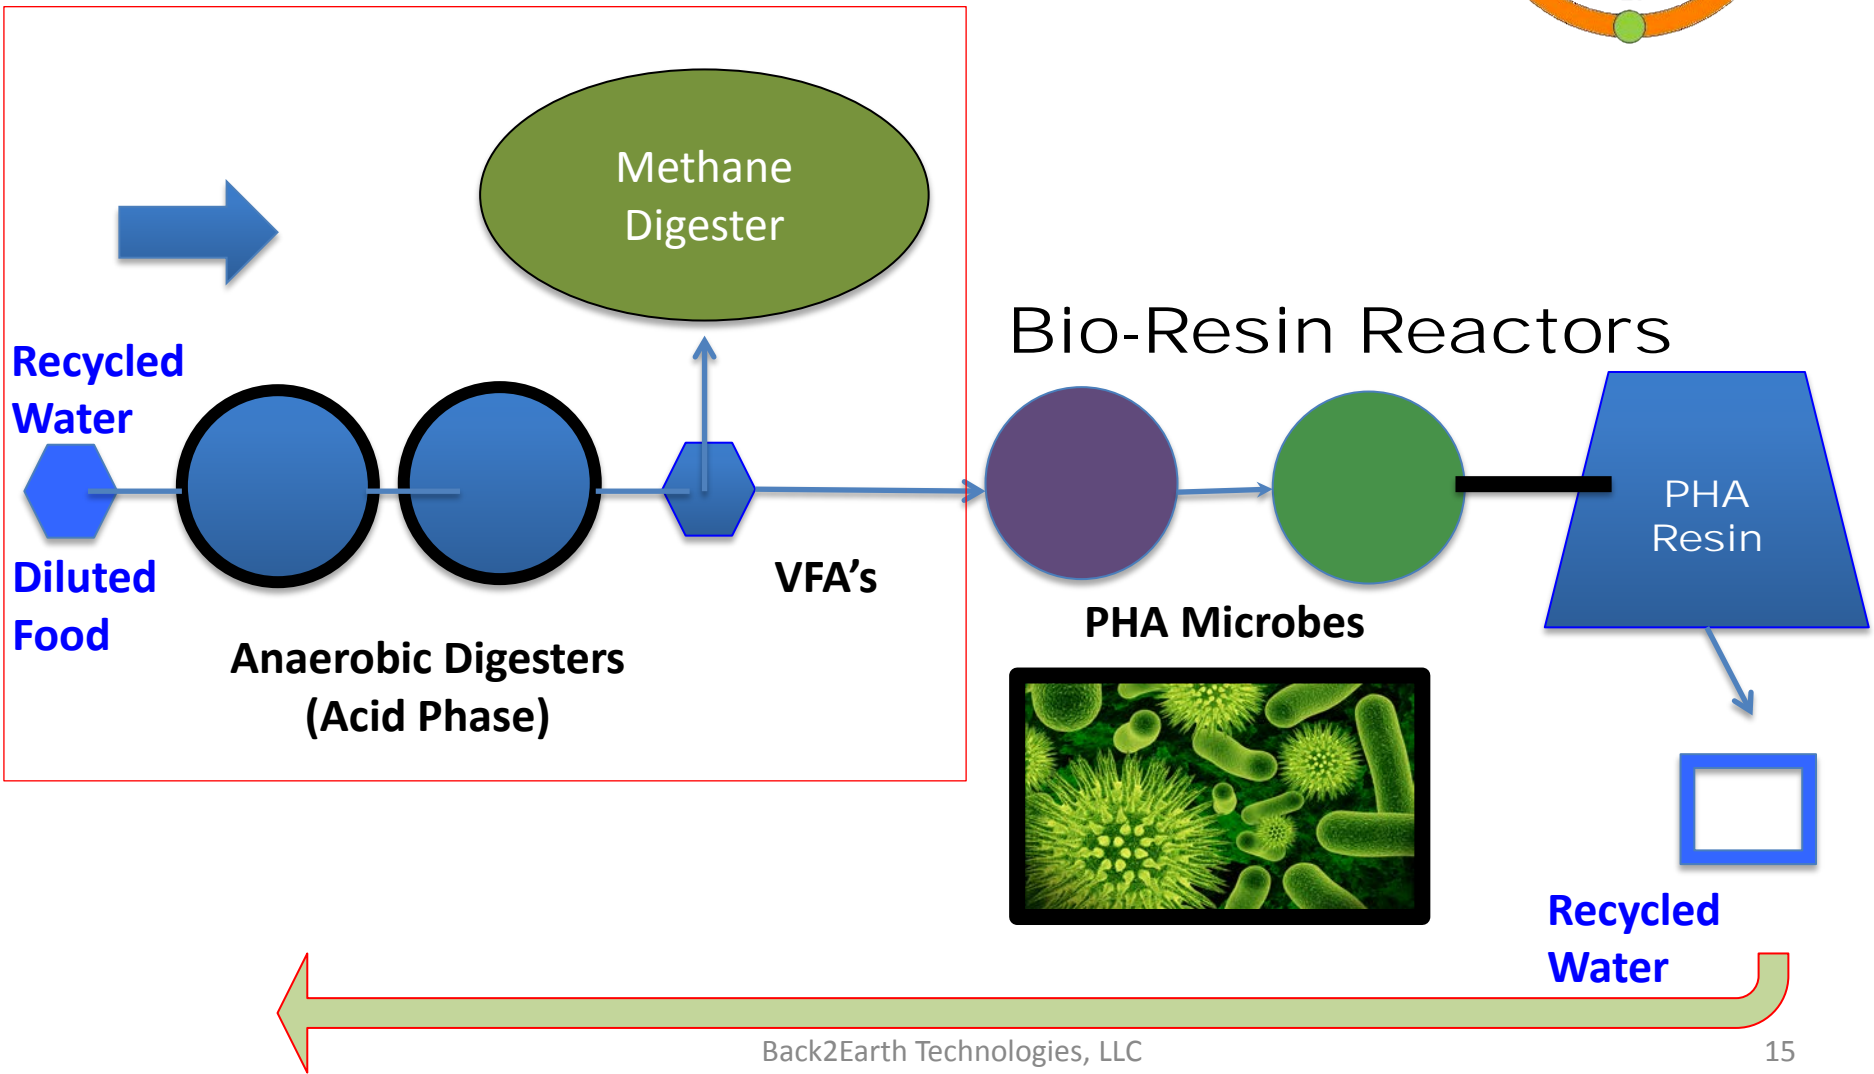 Methane
Digester
Bio-Resin Reactors
Recycled
Water
PHA
Resin
Diluted
Food
VFA’s
PHA Microbes
Anaerobic Digesters
(Acid Phase)
Recycled
Water
Back2Earth Technologies, LLC
15